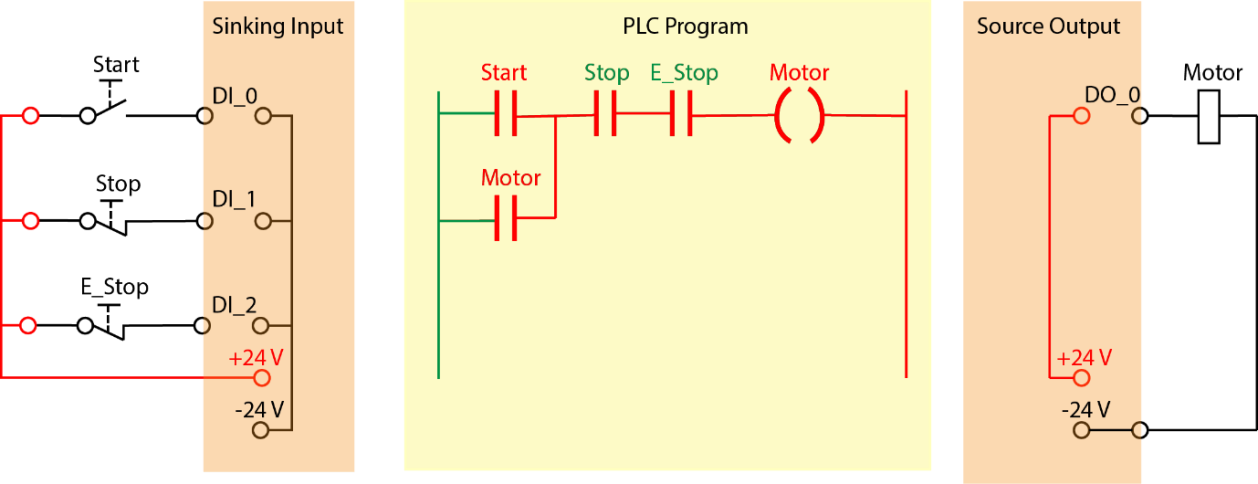 Sinking Input
Start
DI_0
Stop
DI_1
E_Stop
DI_2
+24 V
-24 V
PLC Program
Start
Stop
E_Stop
Motor
Motor
Source Output
DO_0
Motor
+24 V
-24 V